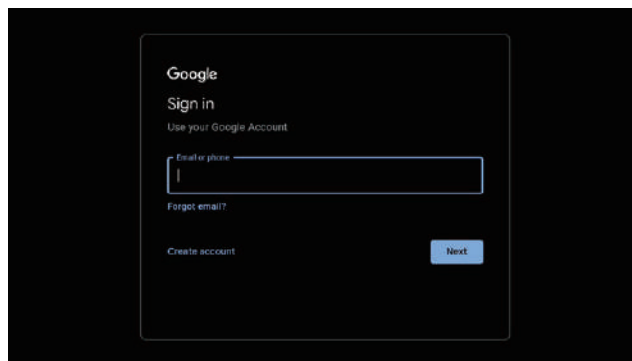 Google
Sign in
Use your Google Account
Email or phone
Forgot email?
Create account
Next